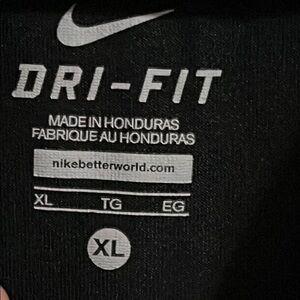 DRI-FIT
MADE IN HONDURAS
FABRIQUE AU HONDURAS
nikebetterworld.com
XL TG EG
XL